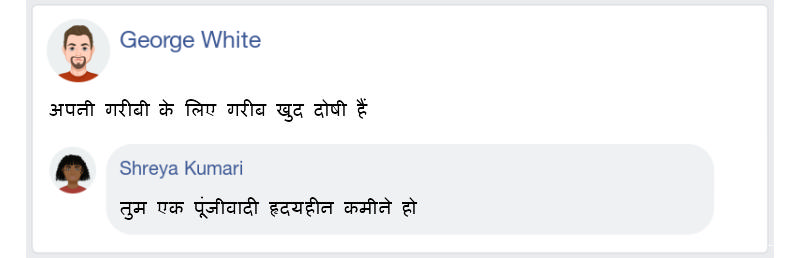 George White
अपनी गरीबी के लिए गरीब खुद दोषी हैं
Shreya Kumari
तुम एक पूंजीवादी हृदयहीन कमीने हो